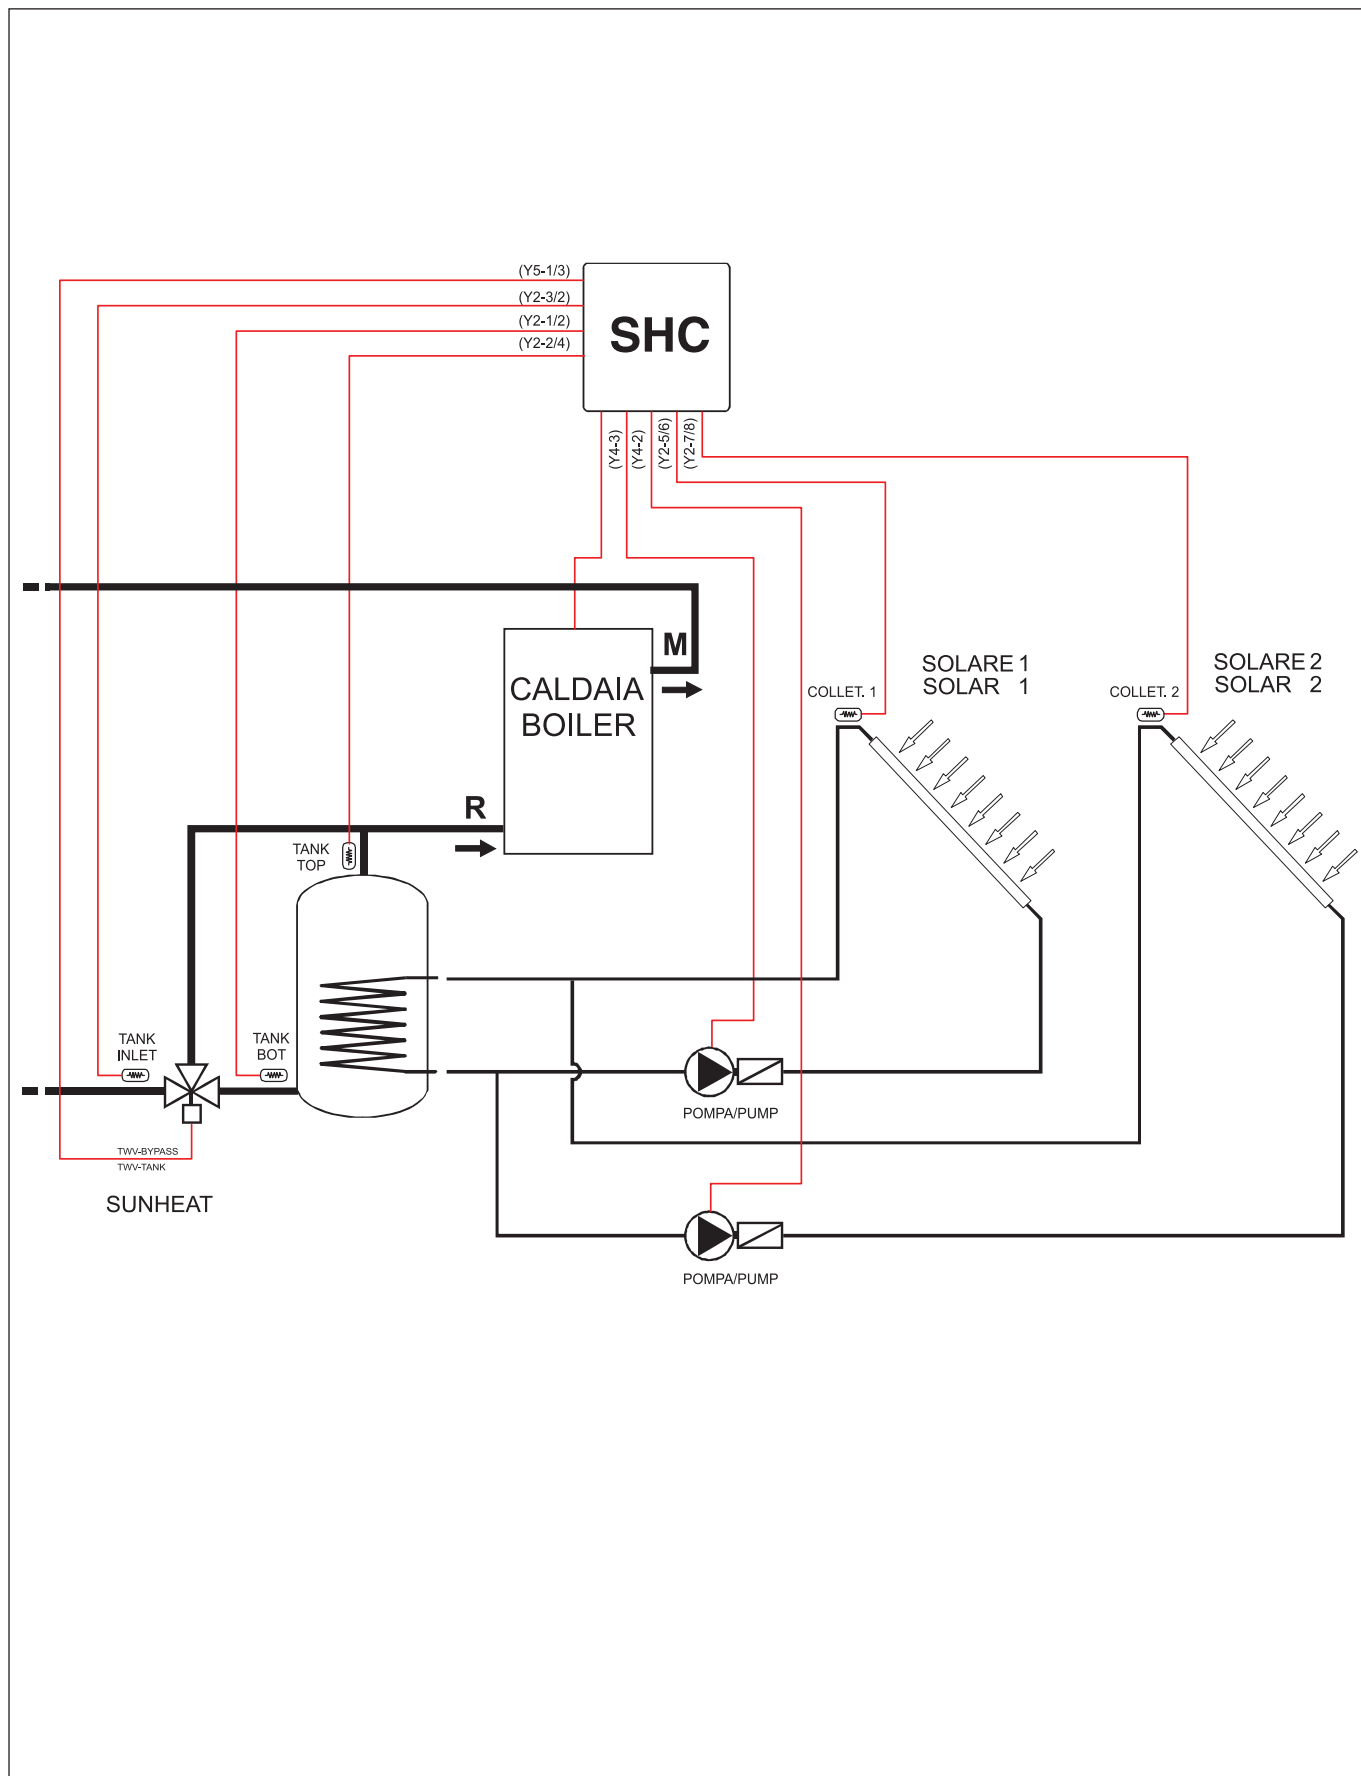 (Y5-1/3)
(Y2-3/2)
(Y2-1/2)
(Y2-2/4)
SHC
(Y4-3)
(Y4-2)
(Y2-5/6)
(Y2-7/8)
M
CALDAIA
BOILER
SOLARE 1
SOLAR 1
SOLARE 2
SOLAR 2
COLLET. 1
COLLET. 2
R
TANK
TOP
TANK
INLET
TANK
BOT
POMPA/PUMP
TWV-BYPASS
TWV-TANK
SUNHEAT
POMPA/PUMP